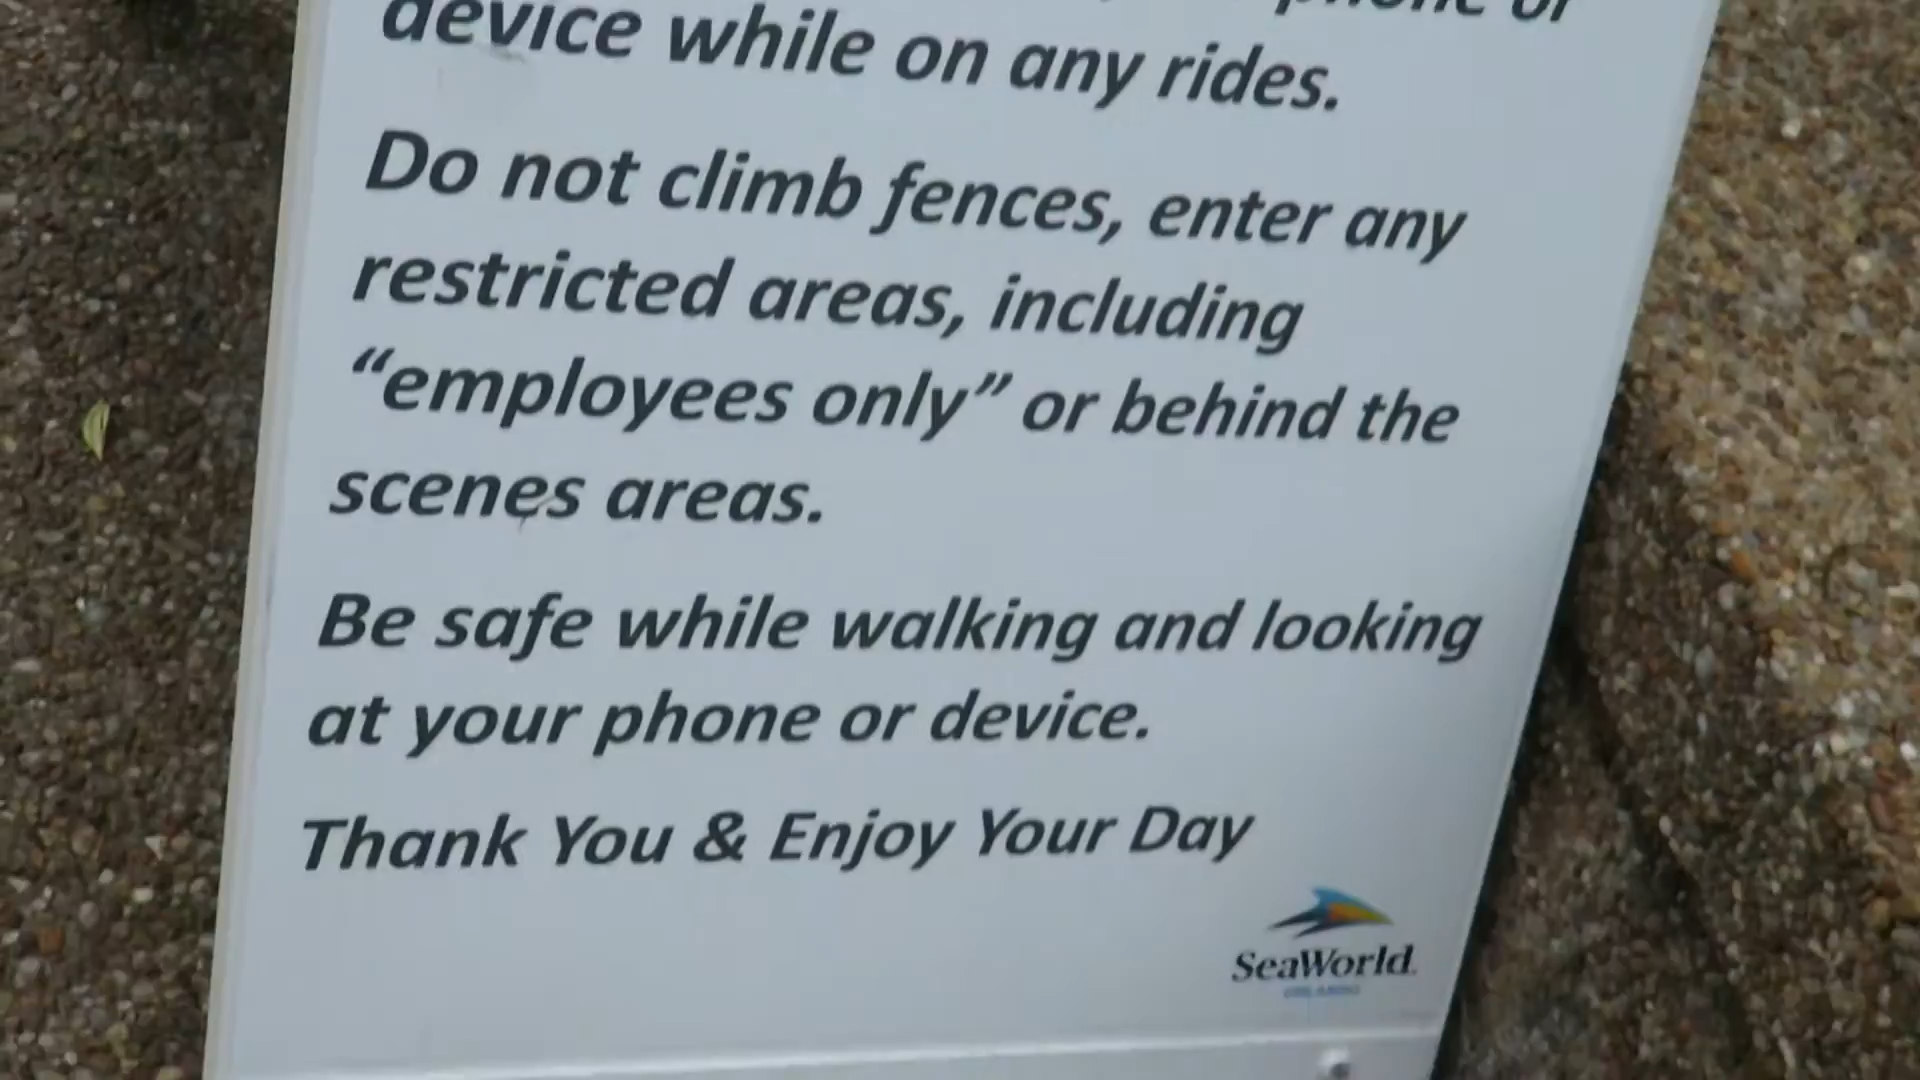 phone or
device while on any rides.
Do not climb fences, enter any
restricted areas, including
“employees only” or behind the
scenes areas.
Be safe while walking and looking
at your phone or device.
Thank You & Enjoy Your Day
SeaWorld